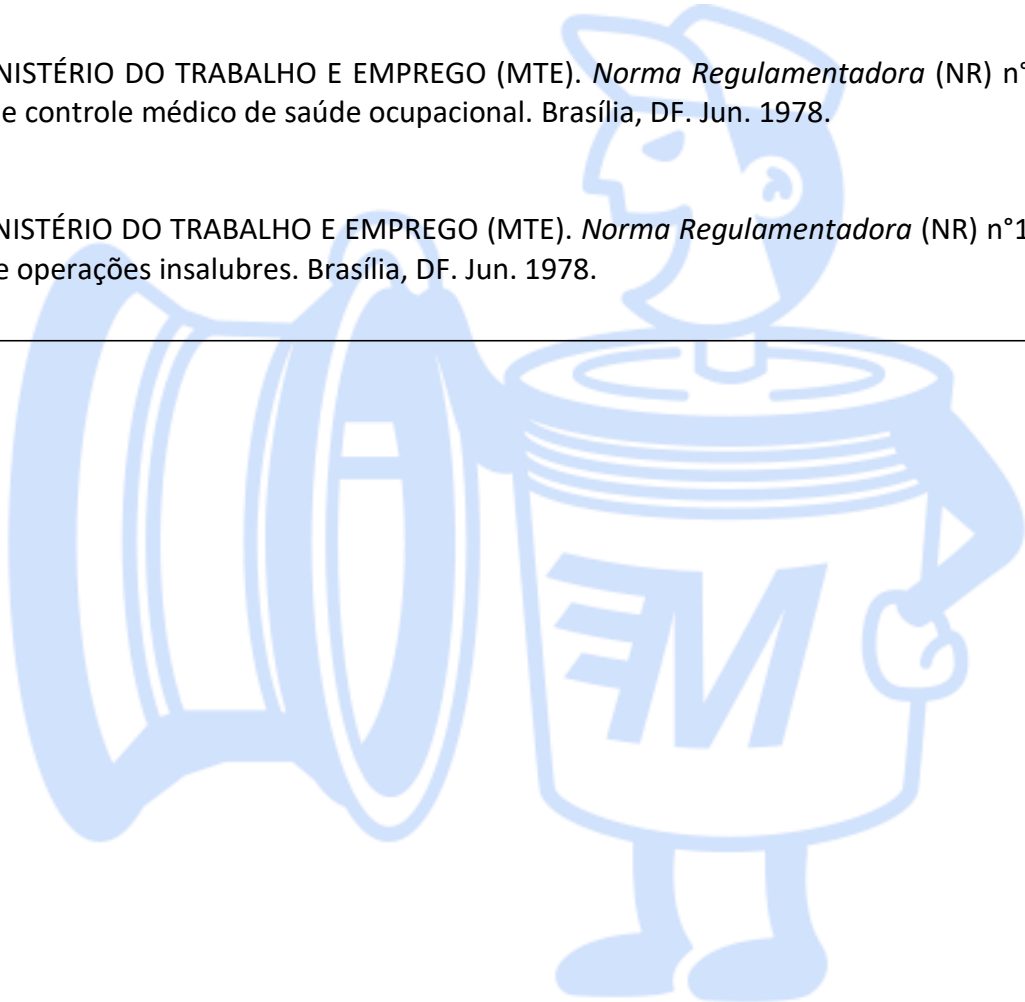 NISTÉRIO DO TRABALHO E EMPREGO (MTE). Norma Regulamentadora (NR) n°
e controle médico de saúde ocupacional. Brasília, DF. Jun. 1978.
NISTÉRIO DO TRABALHO E EMPREGO (MTE). Norma Regulamentadora (NR) n°1
e operações insalubres. Brasília, DF. Jun. 1978.